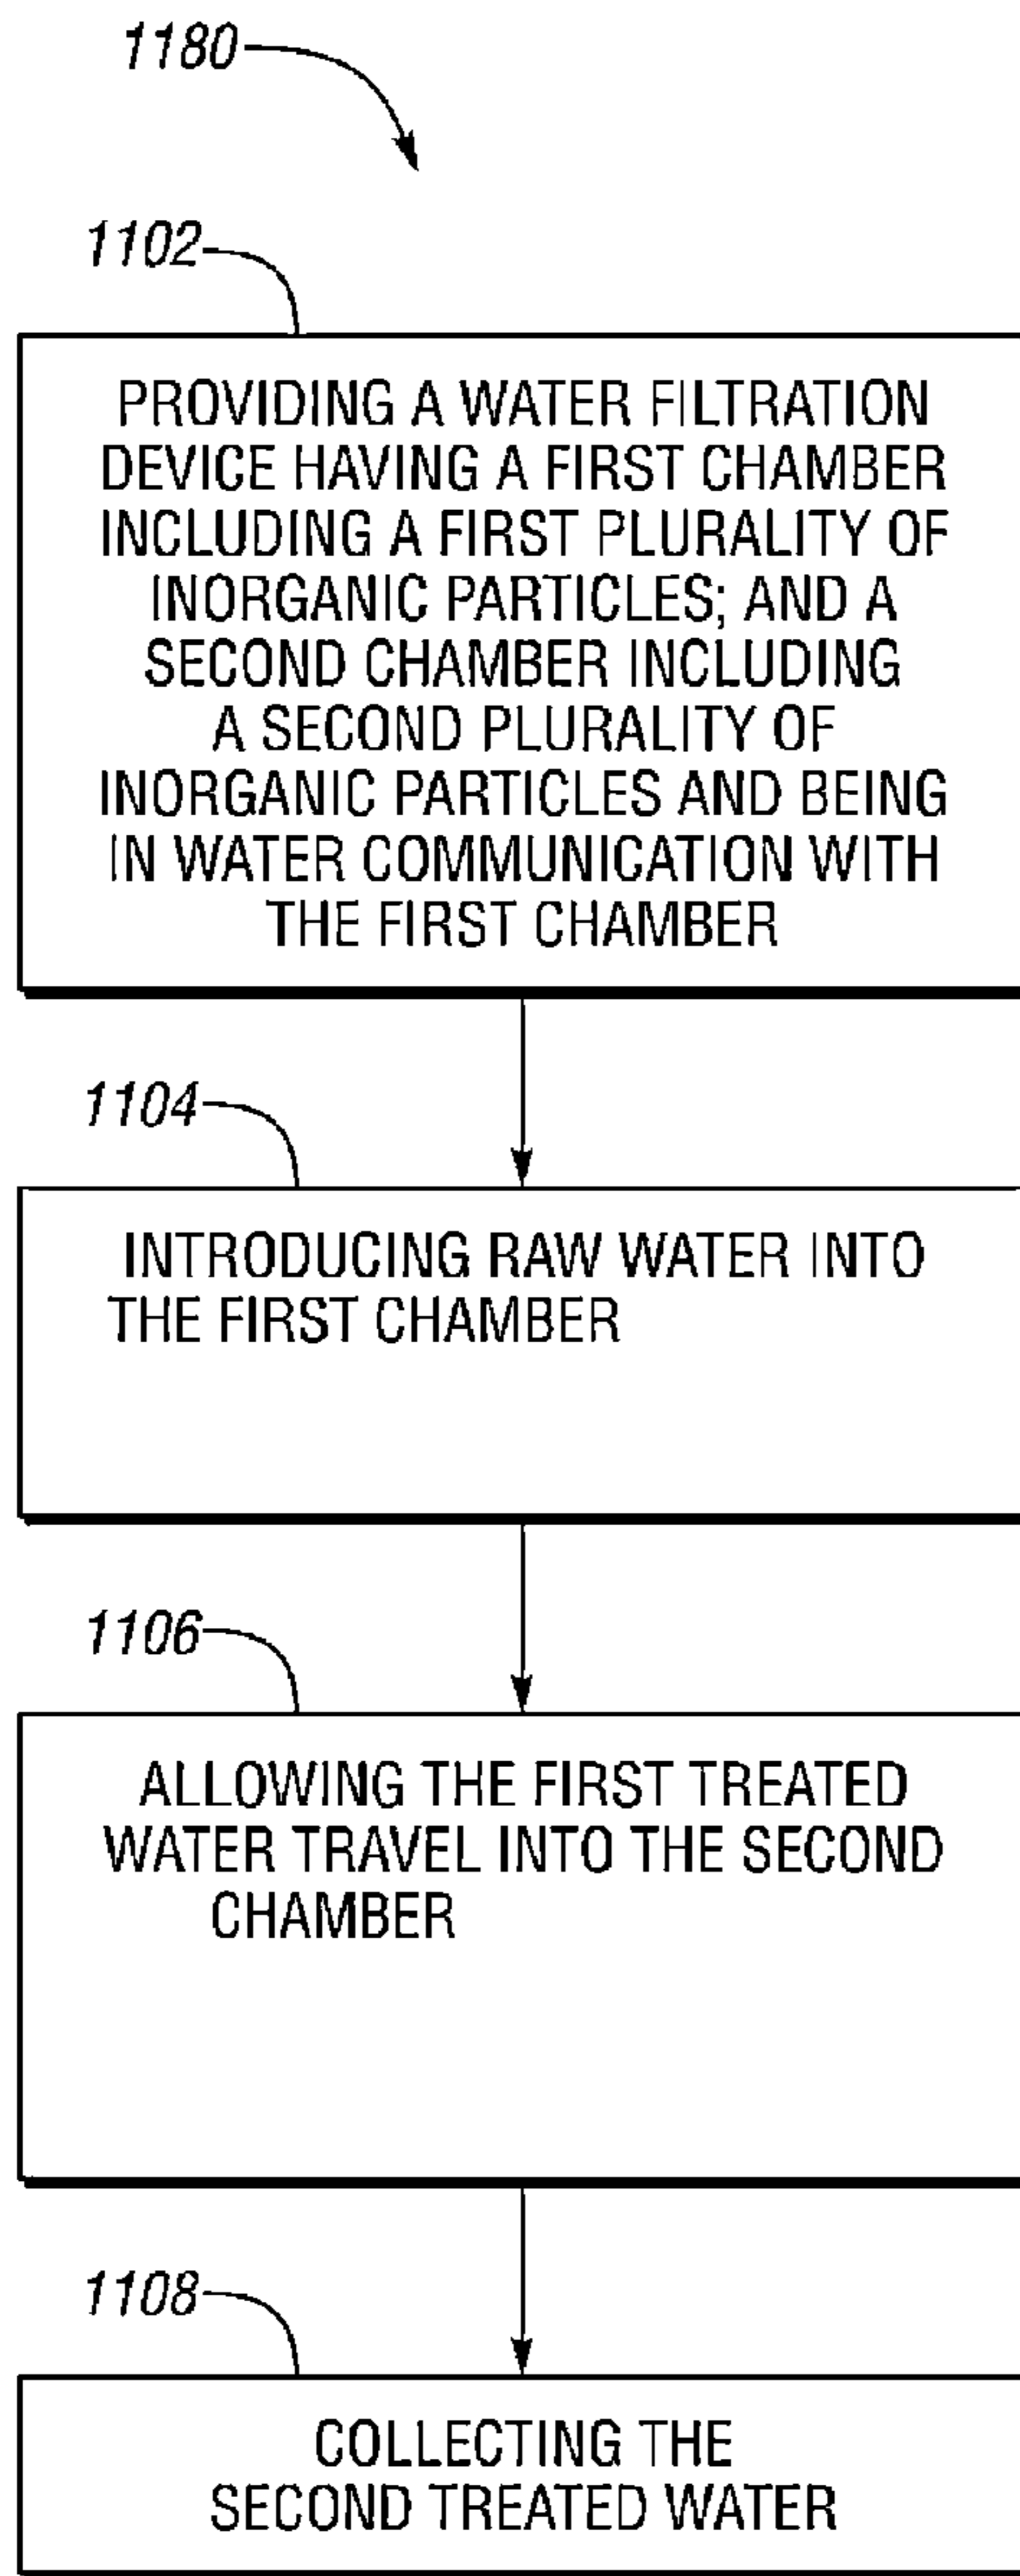 1180
1102
PROVIDING A WATER FILTRATION
DEVICE HAVING A FIRST CHAMBER
INCLUDING A FIRST PLURALITY OF
INORGANIC PARTICLES; AND A
SECOND CHAMBER INCLUDING
A SECOND PLURALITY OF
INORGANIC PARTICLES AND BEING
IN WATER COMMUNICATION WITH
THE FIRST CHAMBER
1104
INTRODUCING RAW WATER INTO
THE FIRST CHAMBER
1106
ALLOWING THE FIRST TREATED
WATER TRAVEL INTO THE SECOND
CHAMBER
1108
COLLECTING THE
SECOND TREATED WATER